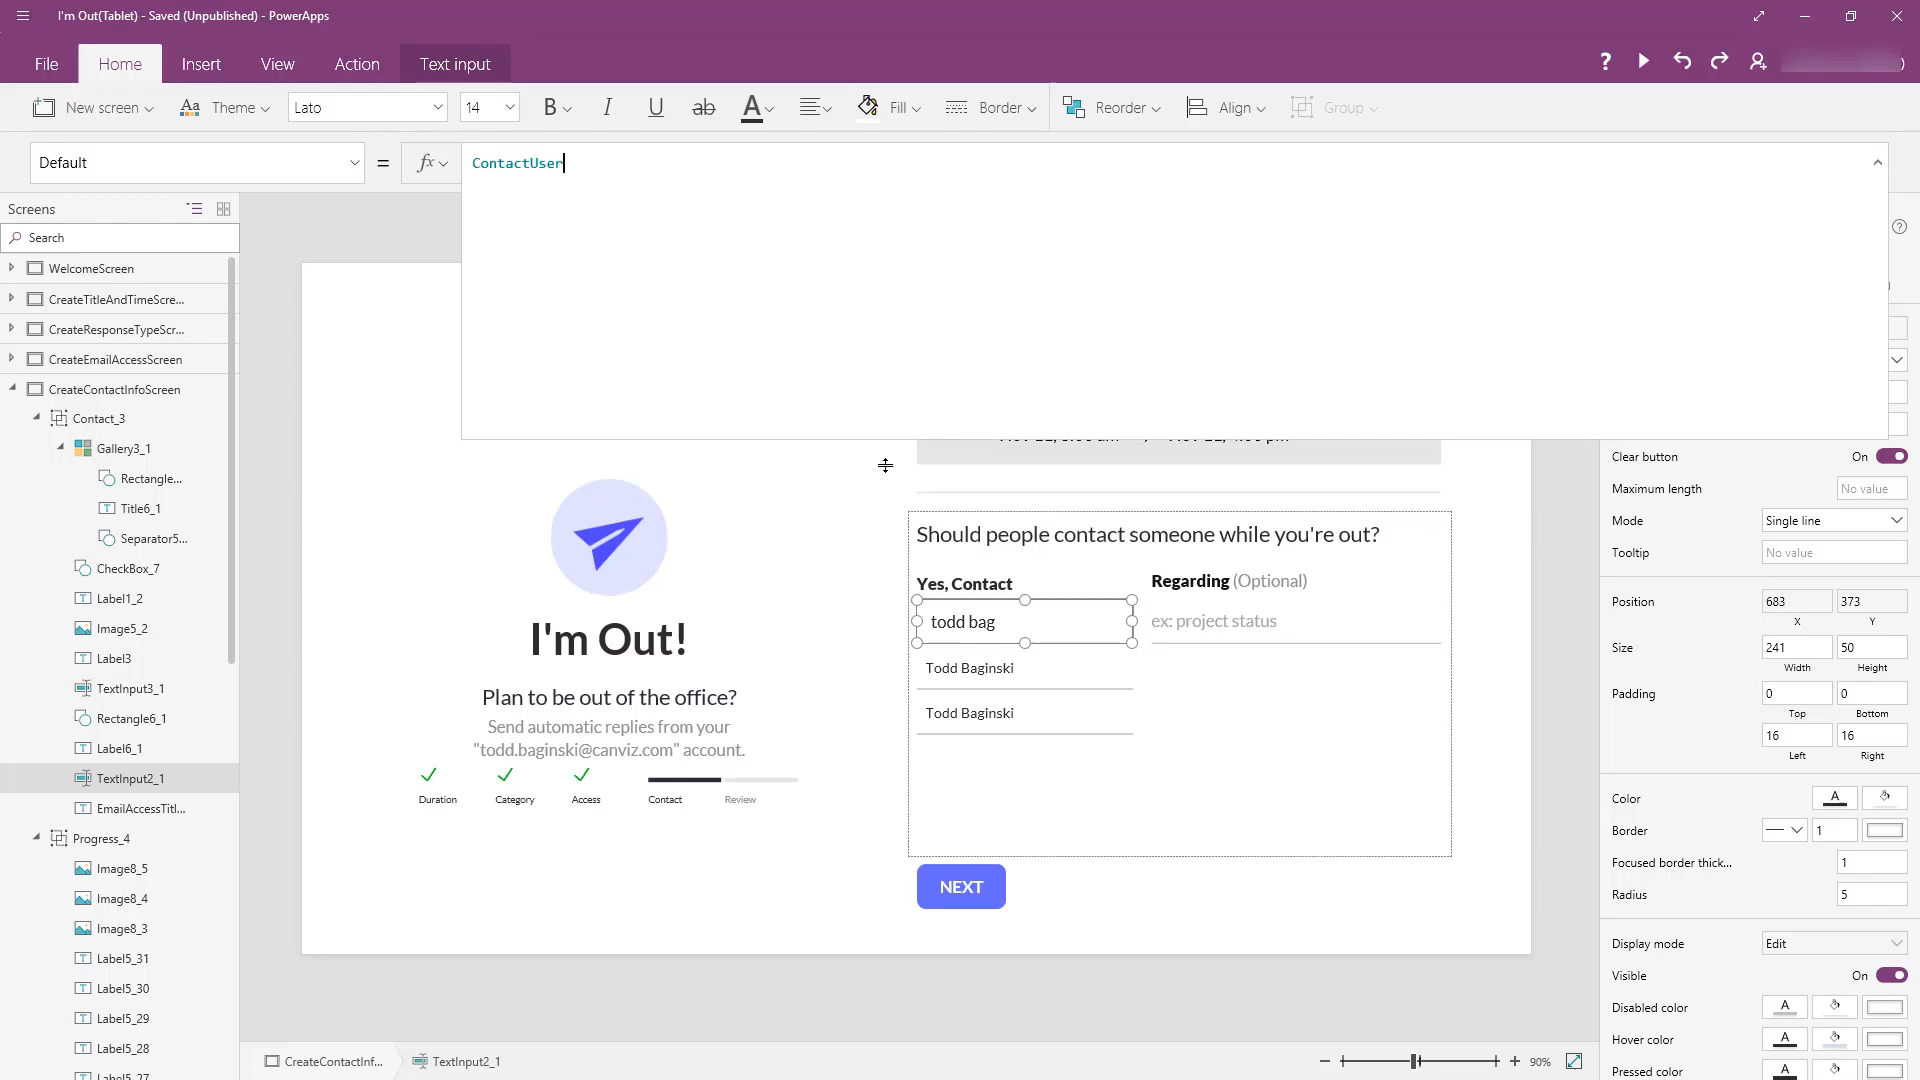 I'm Out(Tablet) - Saved (Unpublished) - PowerApps
File Home Insert View Action Text input ? )
New screen Aa Theme Lato 14 B I U ab A Fill Border Reorder Align Group
Default = fx ContactUser
Screens
Search
WelcomeScreen
CreateTitleAndTimeScre...
CreateResponseTypeScr...
CreateEmailAccessScreen
CreateContactInfoScreen
Contact_3
Gallery3_1
Rectangle...
Title6_1
Separator5...
CheckBox_7
Label1_2
Image5_2
Label3
TextInput3_1
Rectangle6_1
Label6_1
TextInput2_1
EmailAccessTitl...
Progress_4
Image8_5
Image8_4
Image8_3
Label5_31
Label5_30
Label5_29
Label5_28
Label5_27
I'm Out!
Plan to be out of the office?
Send automatic replies from your
"todd.baginski@canviz.com" account.
Duration Category Access Contact Review
Should people contact someone while you're out?
Yes, Contact
Regarding (Optional)
todd bag
ex: project status
Todd Baginski
Todd Baginski
NEXT
Clear button On
Maximum length No value
Mode Single line
Tooltip No value
Position 683 373
X Y
Size 241 50
Width Height
Padding 0 0
Top Bottom
16 16
Left Right
Color A
Border 1
Focused border thick... 1
Radius 5
Display mode Edit
Visible On
Disabled color A
Hover color A
Pressed color A
CreateContactInf... TextInput2_1 90%